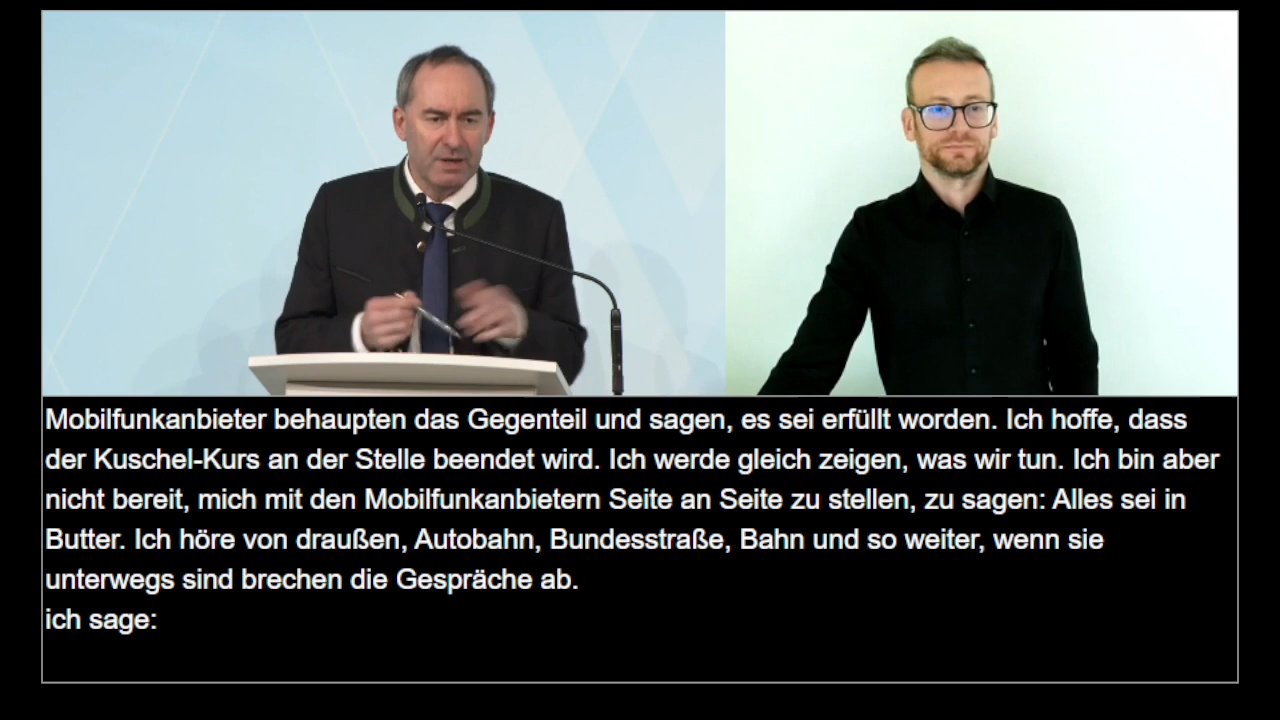 Mobilfunkanbieter behaupten das Gegenteil und sagen, es sei erfüllt worden. Ich hoffe, dass
der Kuschel-Kurs an der Stelle beendet wird. Ich werde gleich zeigen, was wir tun. Ich bin aber
nicht bereit, mich mit den Mobilfunkanbietern Seite an Seite zu stellen, zu sagen: Alles sei in
Butter. Ich höre von draußen, Autobahn, Bundesstraße, Bahn und so weiter, wenn sie
unterwegs sind brechen die Gespräche ab.
ich sage: